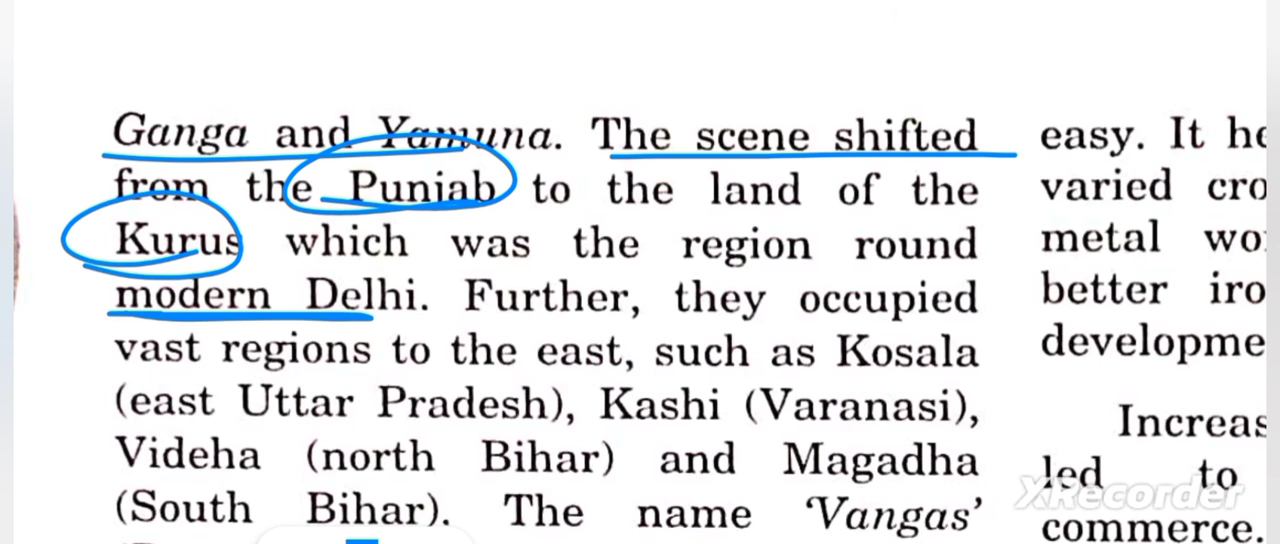 Ganga and Yamuna. The scene shifted
from the Punjab to the land of the
Kurus which was the region round
modern Delhi. Further, they occupied
vast regions to the east, such as Kosala
(east Uttar Pradesh), Kashi (Varanasi),
Videha (north Bihar) and Magadha
(South Bihar). The name ‘Vangas’
easy. It
varied
metal
better
Increas
led to
commerce.
XRecorder